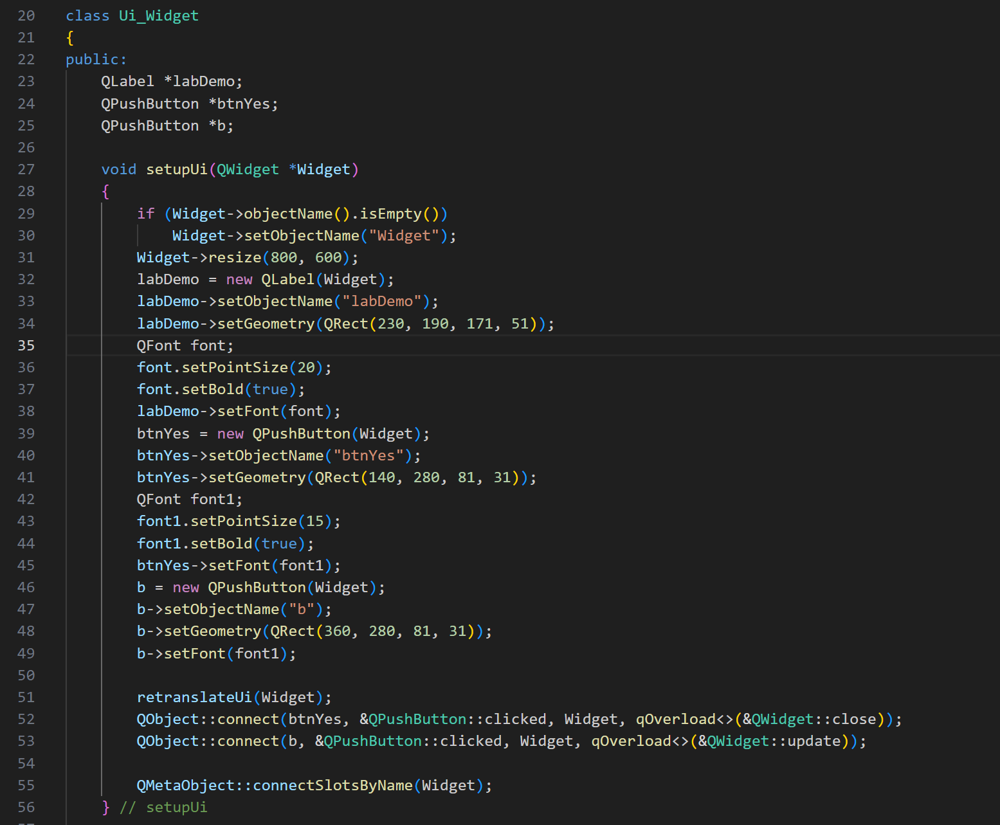 20 class Ui_Widget
21 {
22 public:
23     QLabel *labDemo;
24     QPushButton *btnYes;
25     QPushButton *b;
26
27     void setupUi(QWidget *Widget)
28     {
29         if (Widget->objectName().isEmpty())
30             Widget->setObjectName("Widget");
31         Widget->resize(800, 600);
32         labDemo = new QLabel(Widget);
33         labDemo->setObjectName("labDemo");
34         labDemo->setGeometry(QRect(230, 190, 171, 51));
35         QFont font;
36         font.setPointSize(20);
37         font.setBold(true);
38         labDemo->setFont(font);
39         btnYes = new QPushButton(Widget);
40         btnYes->setObjectName("btnYes");
41         btnYes->setGeometry(QRect(140, 280, 81, 31));
42         QFont font1;
43         font1.setPointSize(15);
44         font1.setBold(true);
45         btnYes->setFont(font1);
46         b = new QPushButton(Widget);
47         b->setObjectName("b");
48         b->setGeometry(QRect(360, 280, 81, 31));
49         b->setFont(font1);
50
51         retranslateUi(Widget);
52         QObject::connect(btnYes, &QPushButton::clicked, Widget, qOverload<>(&QWidget::close));
53         QObject::connect(b, &QPushButton::clicked, Widget, qOverload<>(&QWidget::update));
54
55         QMetaObject::connectSlotsByName(Widget);
56     } // setupUi